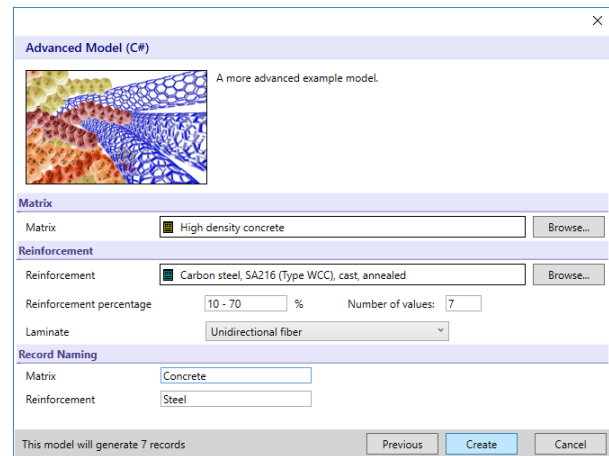 Advanced Model (C#)
A more advanced example model.
Matrix
Matrix High density concrete Browse...
Reinforcement
Reinforcement Carbon steel, SA216 (Type WCC), cast, annealed Browse...
Reinforcement percentage 10 - 70 % Number of values: 7
Laminate Unidirectional fiber
Record Naming
Matrix Concrete
Reinforcement Steel
This model will generate 7 records Previous Create Cancel